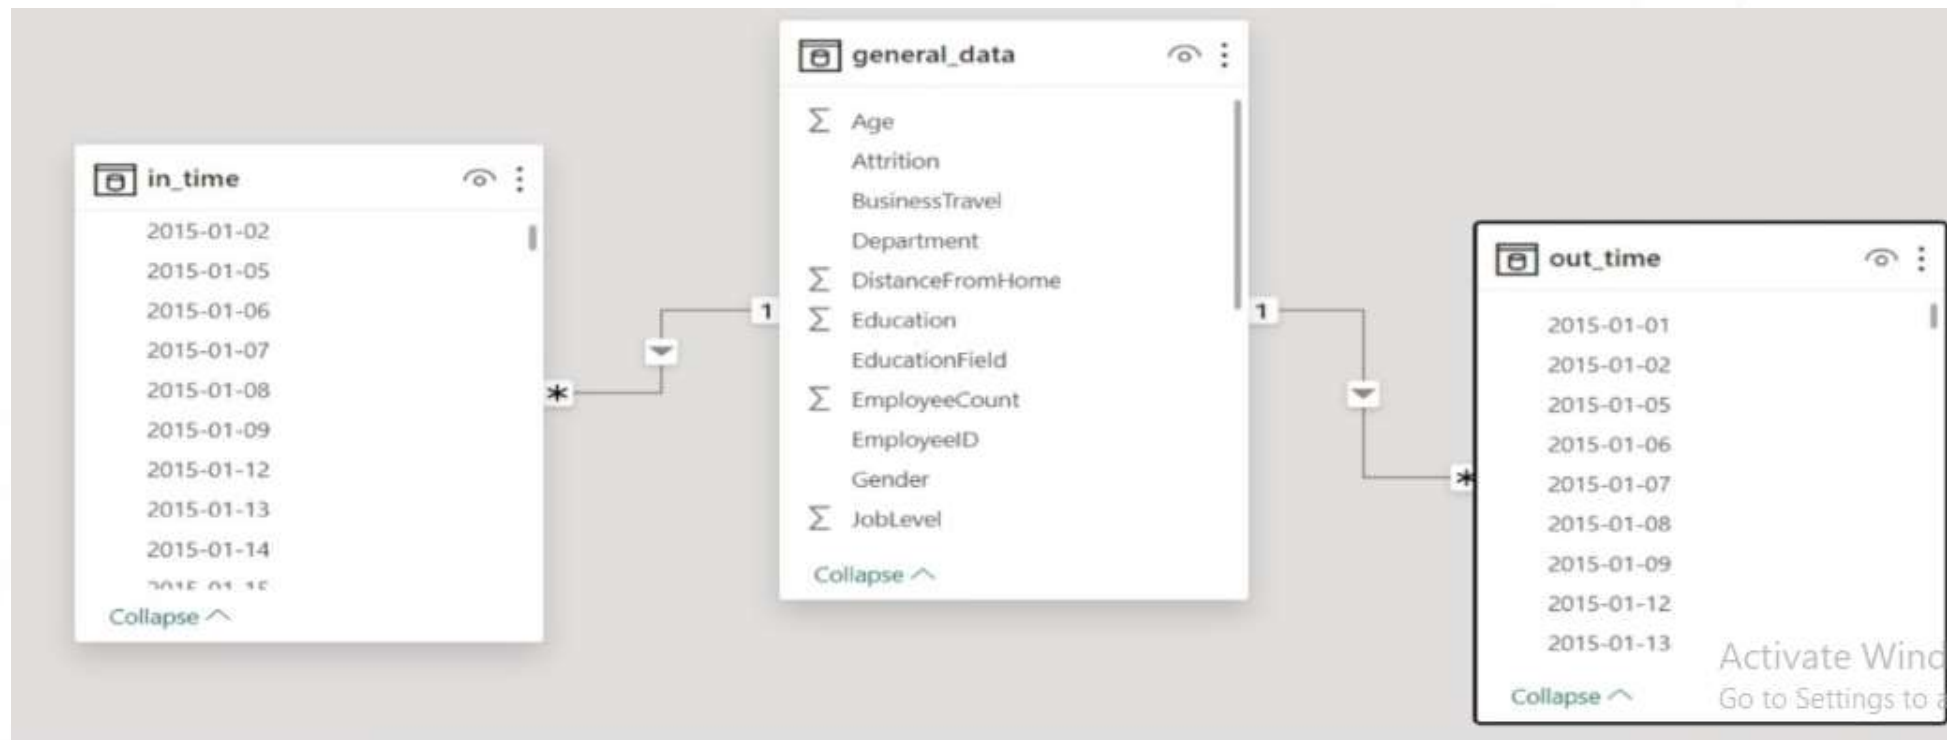 in_time
2015-01-02
2015-01-05
2015-01-06
2015-01-07
2015-01-08
2015-01-09
2015-01-12
2015-01-13
2015-01-14
2015-01-15
Collapse
1
*
general_data
Age
Attrition
BusinessTravel
Department
DistanceFromHome
Education
EducationField
EmployeeCount
EmployeeID
Gender
JobLevel
Collapse
1
*
out_time
2015-01-01
2015-01-02
2015-01-05
2015-01-06
2015-01-07
2015-01-08
2015-01-09
2015-01-12
2015-01-13
Collapse
Activate Wind
Go to Settings to a